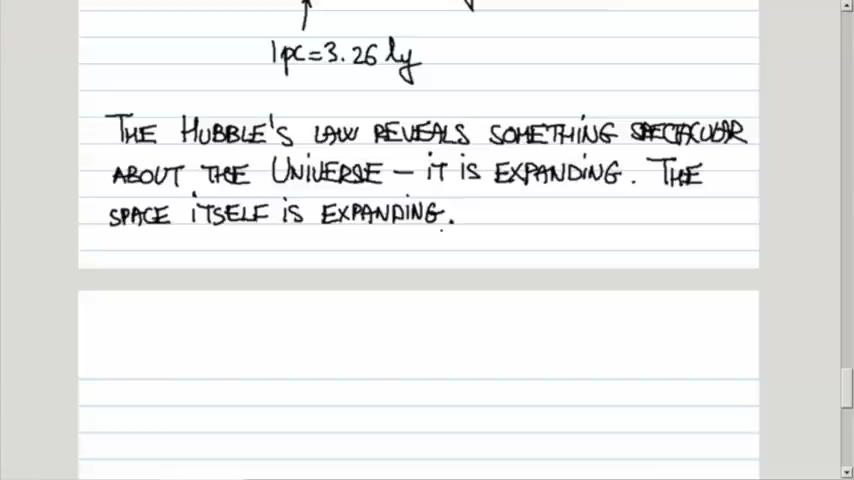 1pc=3.26 ly
THE HUBBLE'S LAW REVEALS SOMETHING SPECTACULAR
ABOUT THE UNIVERSE – IT IS EXPANDING. THE
SPACE ITSELF IS EXPANDING.